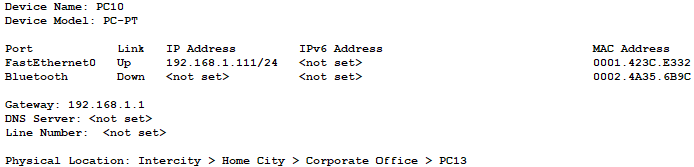 Device Name: PC10
Device Model: PC-PT
Port Link IP Address IPv6 Address MAC Address
FastEthernet0 Up 192.168.1.111/24 <not set> 0001.423C.E332
Bluetooth Down <not set> <not set> 0002.4A35.6B9C
Gateway: 192.168.1.1
DNS Server: <not set>
Line Number: <not set>
Physical Location: Intercity > Home City > Corporate Office > PC13